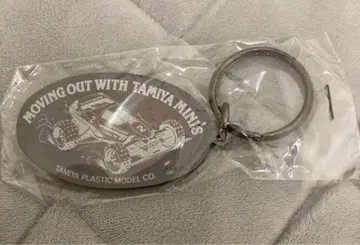 MOVING OUT WITH TAMIYA MINI'S
TAMIYA PLASTIC MODEL CO.